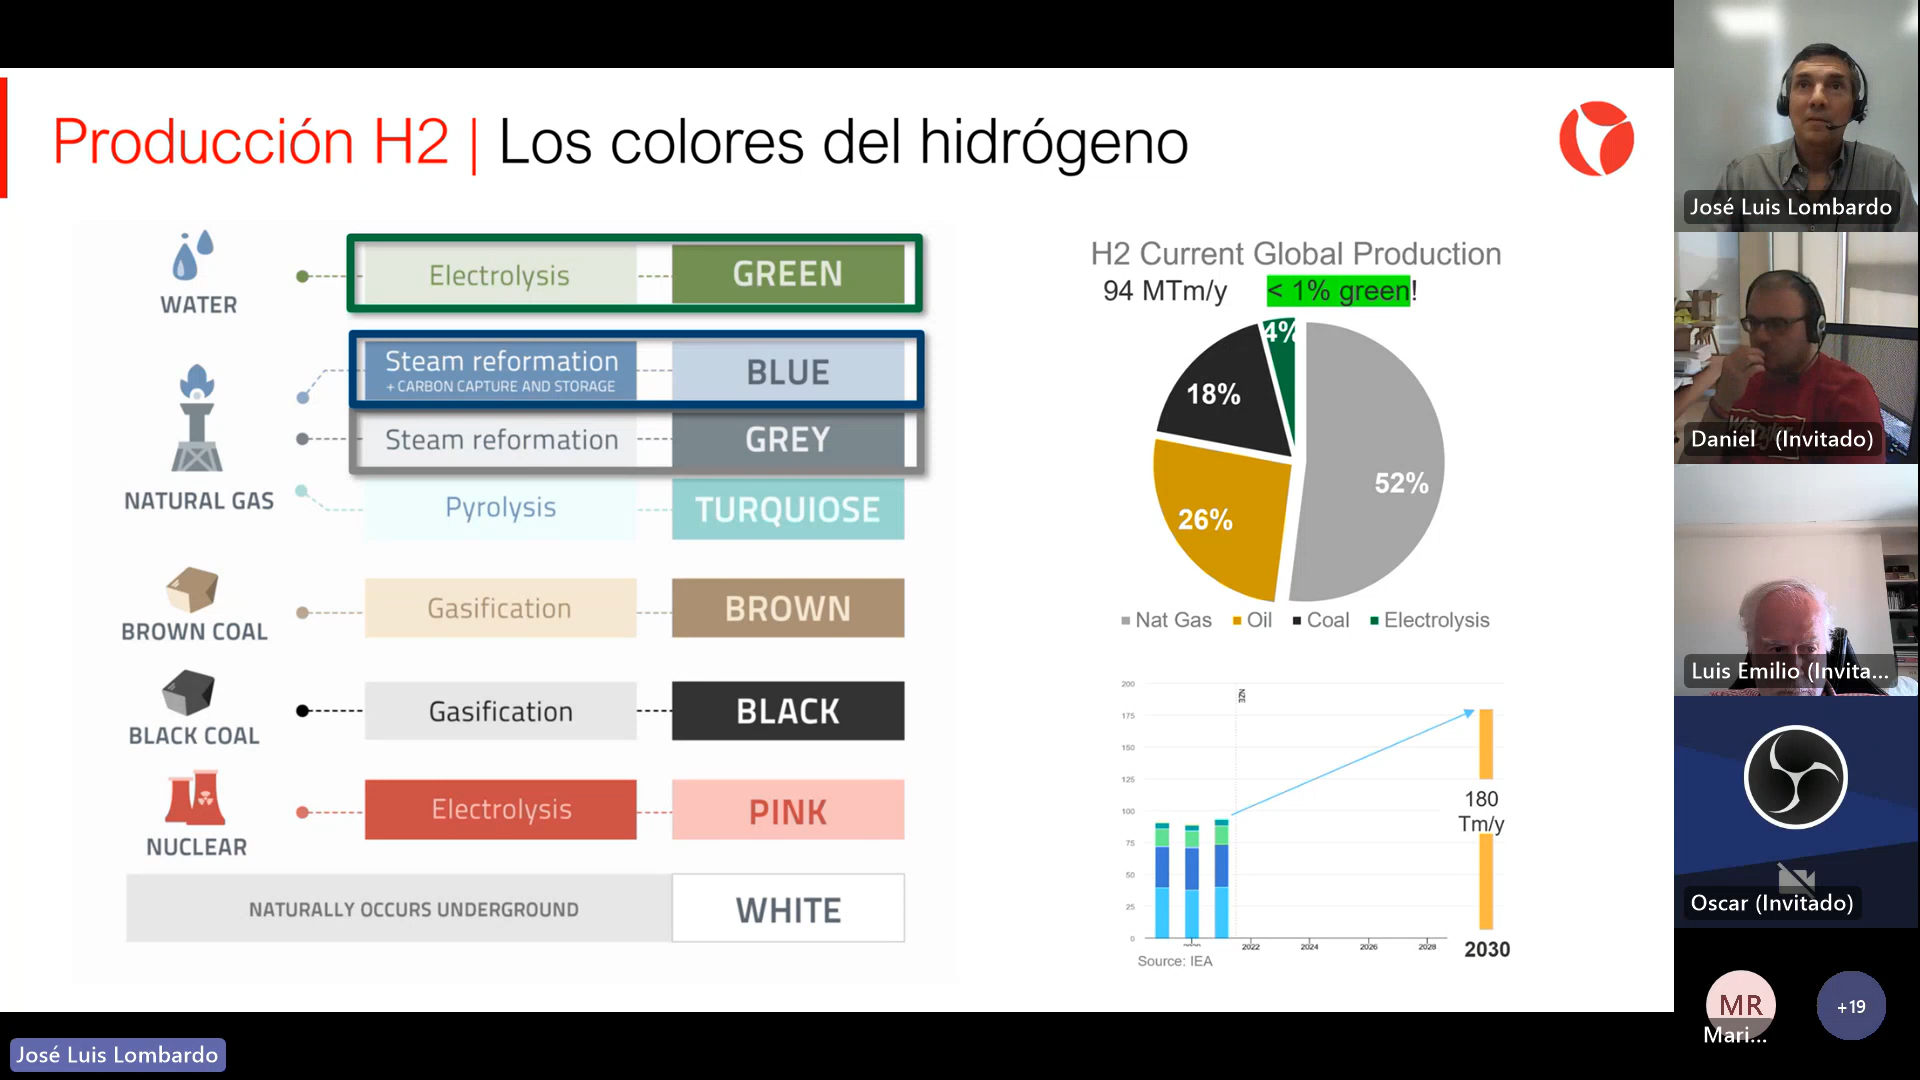 Producción H2 | Los colores del hidrógeno
WATER
Electrolysis
GREEN
Steam reformation
+ CARBON CAPTURE AND STORAGE
BLUE
Steam reformation
GREY
NATURAL GAS
Pyrolysis
TURQUIOSE
BROWN COAL
Gasification
BROWN
BLACK COAL
Gasification
BLACK
NUCLEAR
Electrolysis
PINK
NATURALLY OCCURS UNDERGROUND
WHITE
H2 Current Global Production
94 MTm/y < 1% green!
4%
18%
52%
26%
Nat Gas Oil Coal Electrolysis
200
175
150
125
100
75
50
25
0
NZE
180
Tm/y
2020
2022
2024
2026
2028
2030
Source: IEA
José Luis Lombardo
Daniel (Invitado)
Luis Emilio (Invita...
Oscar (Invitado)
MR
Mari...
+19
José Luis Lombardo